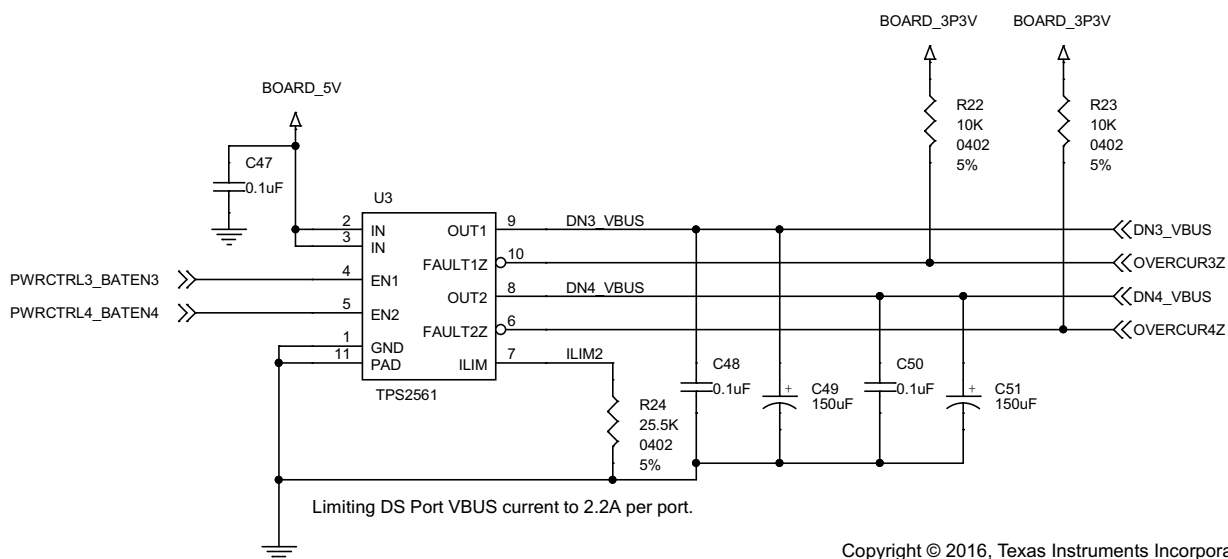 BOARD_3P3V
BOARD_3P3V
BOARD_5V
R22
10K
0402
5%
R23
10K
0402
5%
C47
0.1uF
U3
2
IN
OUT1
9
DN3_VBUS
DN3_VBUS
3
IN
FAULT1Z
10
OVERCUR3Z
PWRCTRL3_BATEN3
4
EN1
OUT2
8
DN4_VBUS
DN4_VBUS
PWRCTRL4_BATEN4
5
EN2
FAULT2Z
6
OVERCUR4Z
1
GND
11
PAD
ILIM
7
ILIM2
TPS2561
R24
25.5K
0402
5%
C48
0.1uF
+
C49
150uF
C50
0.1uF
+
C51
150uF
Limiting DS Port VBUS current to 2.2A per port.
Copyright © 2016, Texas Instruments Incorpora